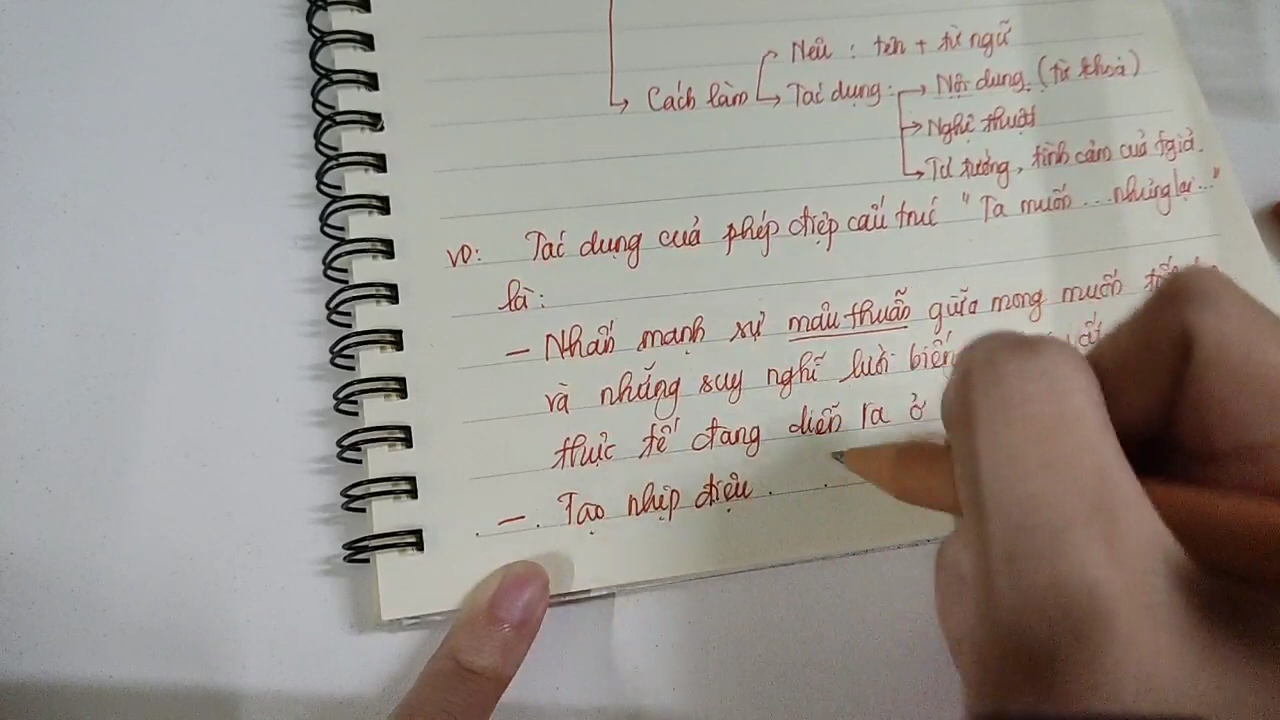 Nêu : tên + từ ngữ
Cách làm Tác dụng : Nội dung (từ khoá)
Nghệ thuật
Tư tưởng, tình cảm của tgiả.
VD: Tác dụng của phép điệp cấu trúc "Ta muốn ... nhưng lại ..."
là:
- Nhấn mạnh sự mâu thuẫn giữa mong muốn
và những suy nghĩ lười biếng
thực tế đang diễn ra ở
- Tạo nhịp điệu